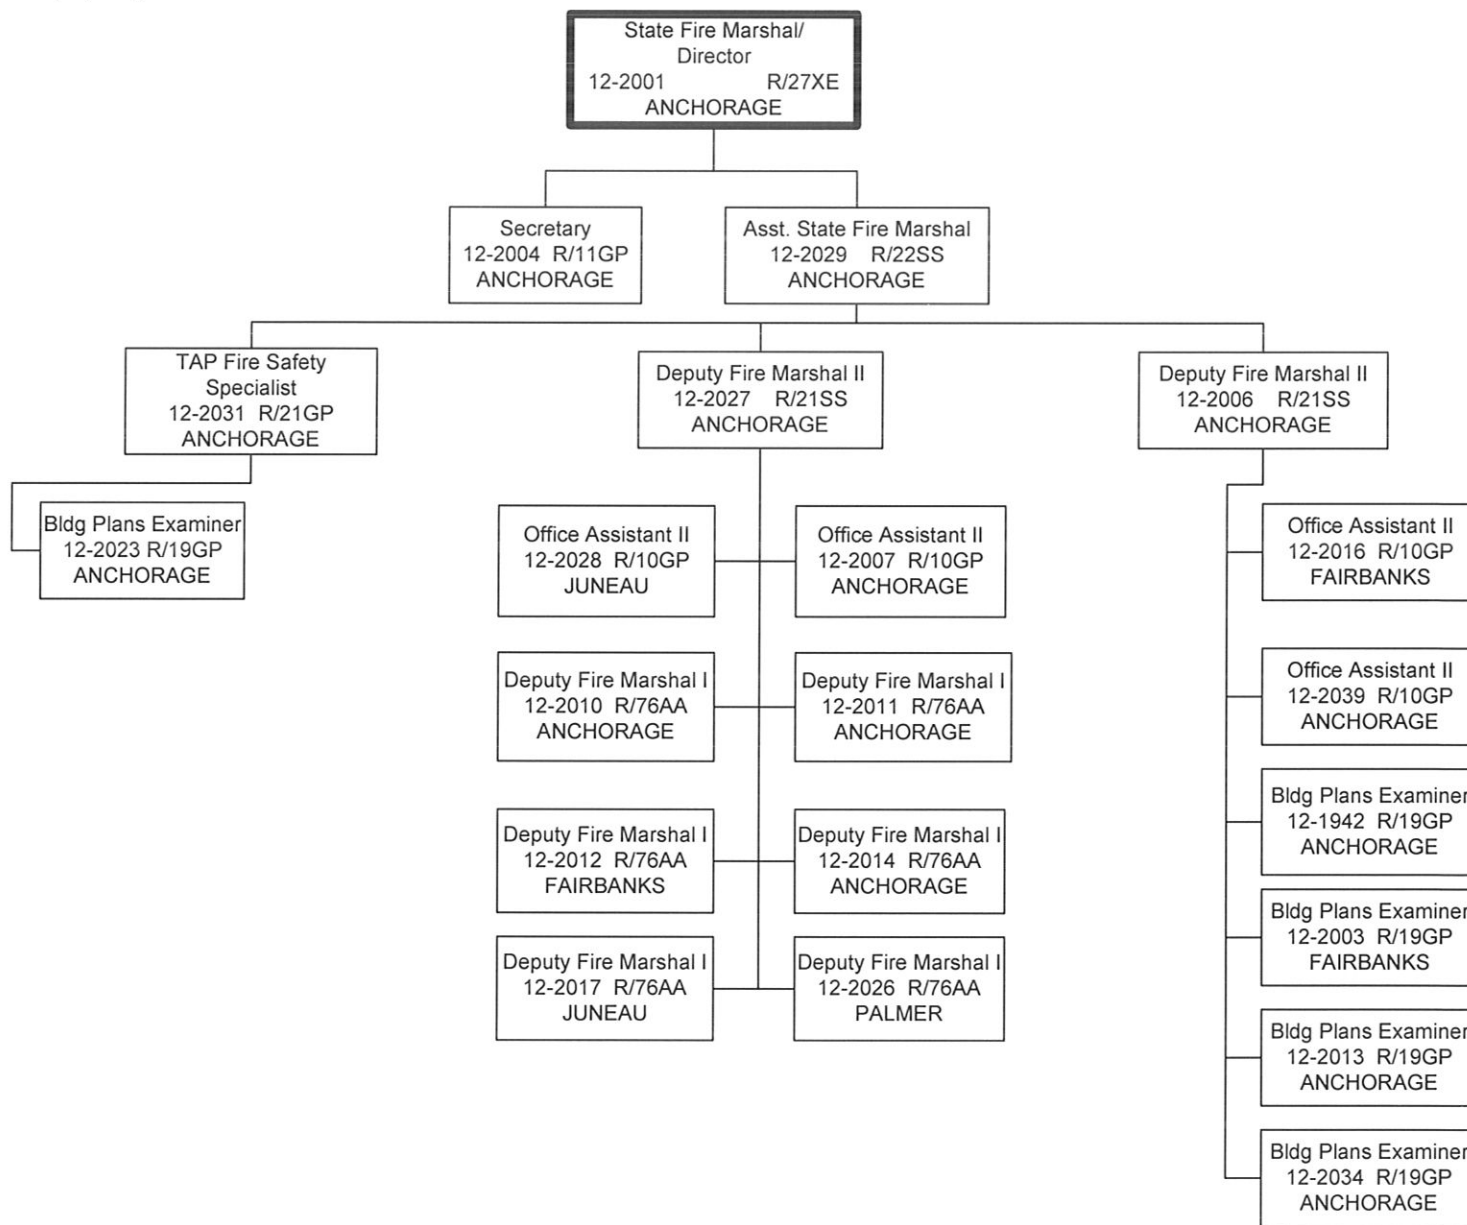 State Fire Marshal/
Director
12-2001 R/27XE
ANCHORAGE
Secretary
12-2004 R/11GP
ANCHORAGE
Asst. State Fire Marshal
12-2029 R/22SS
ANCHORAGE
TAP Fire Safety
Specialist
12-2031 R/21GP
ANCHORAGE
Deputy Fire Marshal II
12-2027 R/21SS
ANCHORAGE
Deputy Fire Marshal II
12-2006 R/21SS
ANCHORAGE
Bldg Plans Examiner
12-2023 R/19GP
ANCHORAGE
Office Assistant II
12-2028 R/10GP
JUNEAU
Office Assistant II
12-2007 R/10GP
ANCHORAGE
Office Assistant II
12-2016 R/10GP
FAIRBANKS
Deputy Fire Marshal I
12-2010 R/76AA
ANCHORAGE
Deputy Fire Marshal I
12-2011 R/76AA
ANCHORAGE
Office Assistant II
12-2039 R/10GP
ANCHORAGE
Bldg Plans Examiner
12-1942 R/19GP
ANCHORAGE
Deputy Fire Marshal I
12-2012 R/76AA
FAIRBANKS
Deputy Fire Marshal I
12-2014 R/76AA
ANCHORAGE
Bldg Plans Examiner
12-2003 R/19GP
FAIRBANKS
Deputy Fire Marshal I
12-2017 R/76AA
JUNEAU
Deputy Fire Marshal I
12-2026 R/76AA
PALMER
Bldg Plans Examiner
12-2013 R/19GP
ANCHORAGE
Bldg Plans Examiner
12-2034 R/19GP
ANCHORAGE